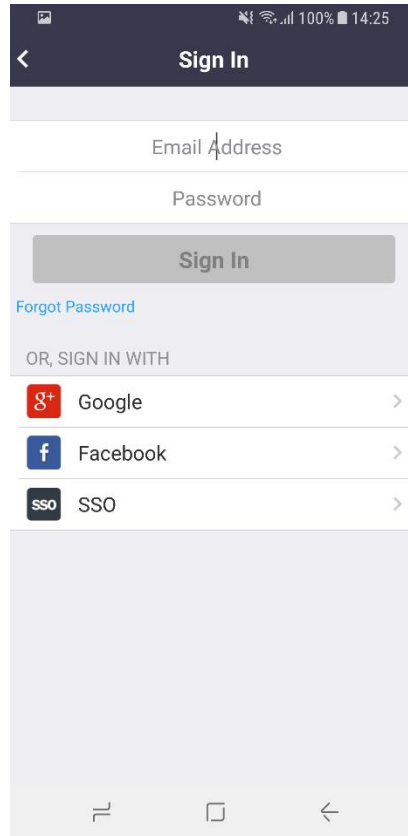 100% 14:25
Sign In
Email Address
Password
Sign In
Forgot Password
OR, SIGN IN WITH
g+ Google
f Facebook
SSO SSO